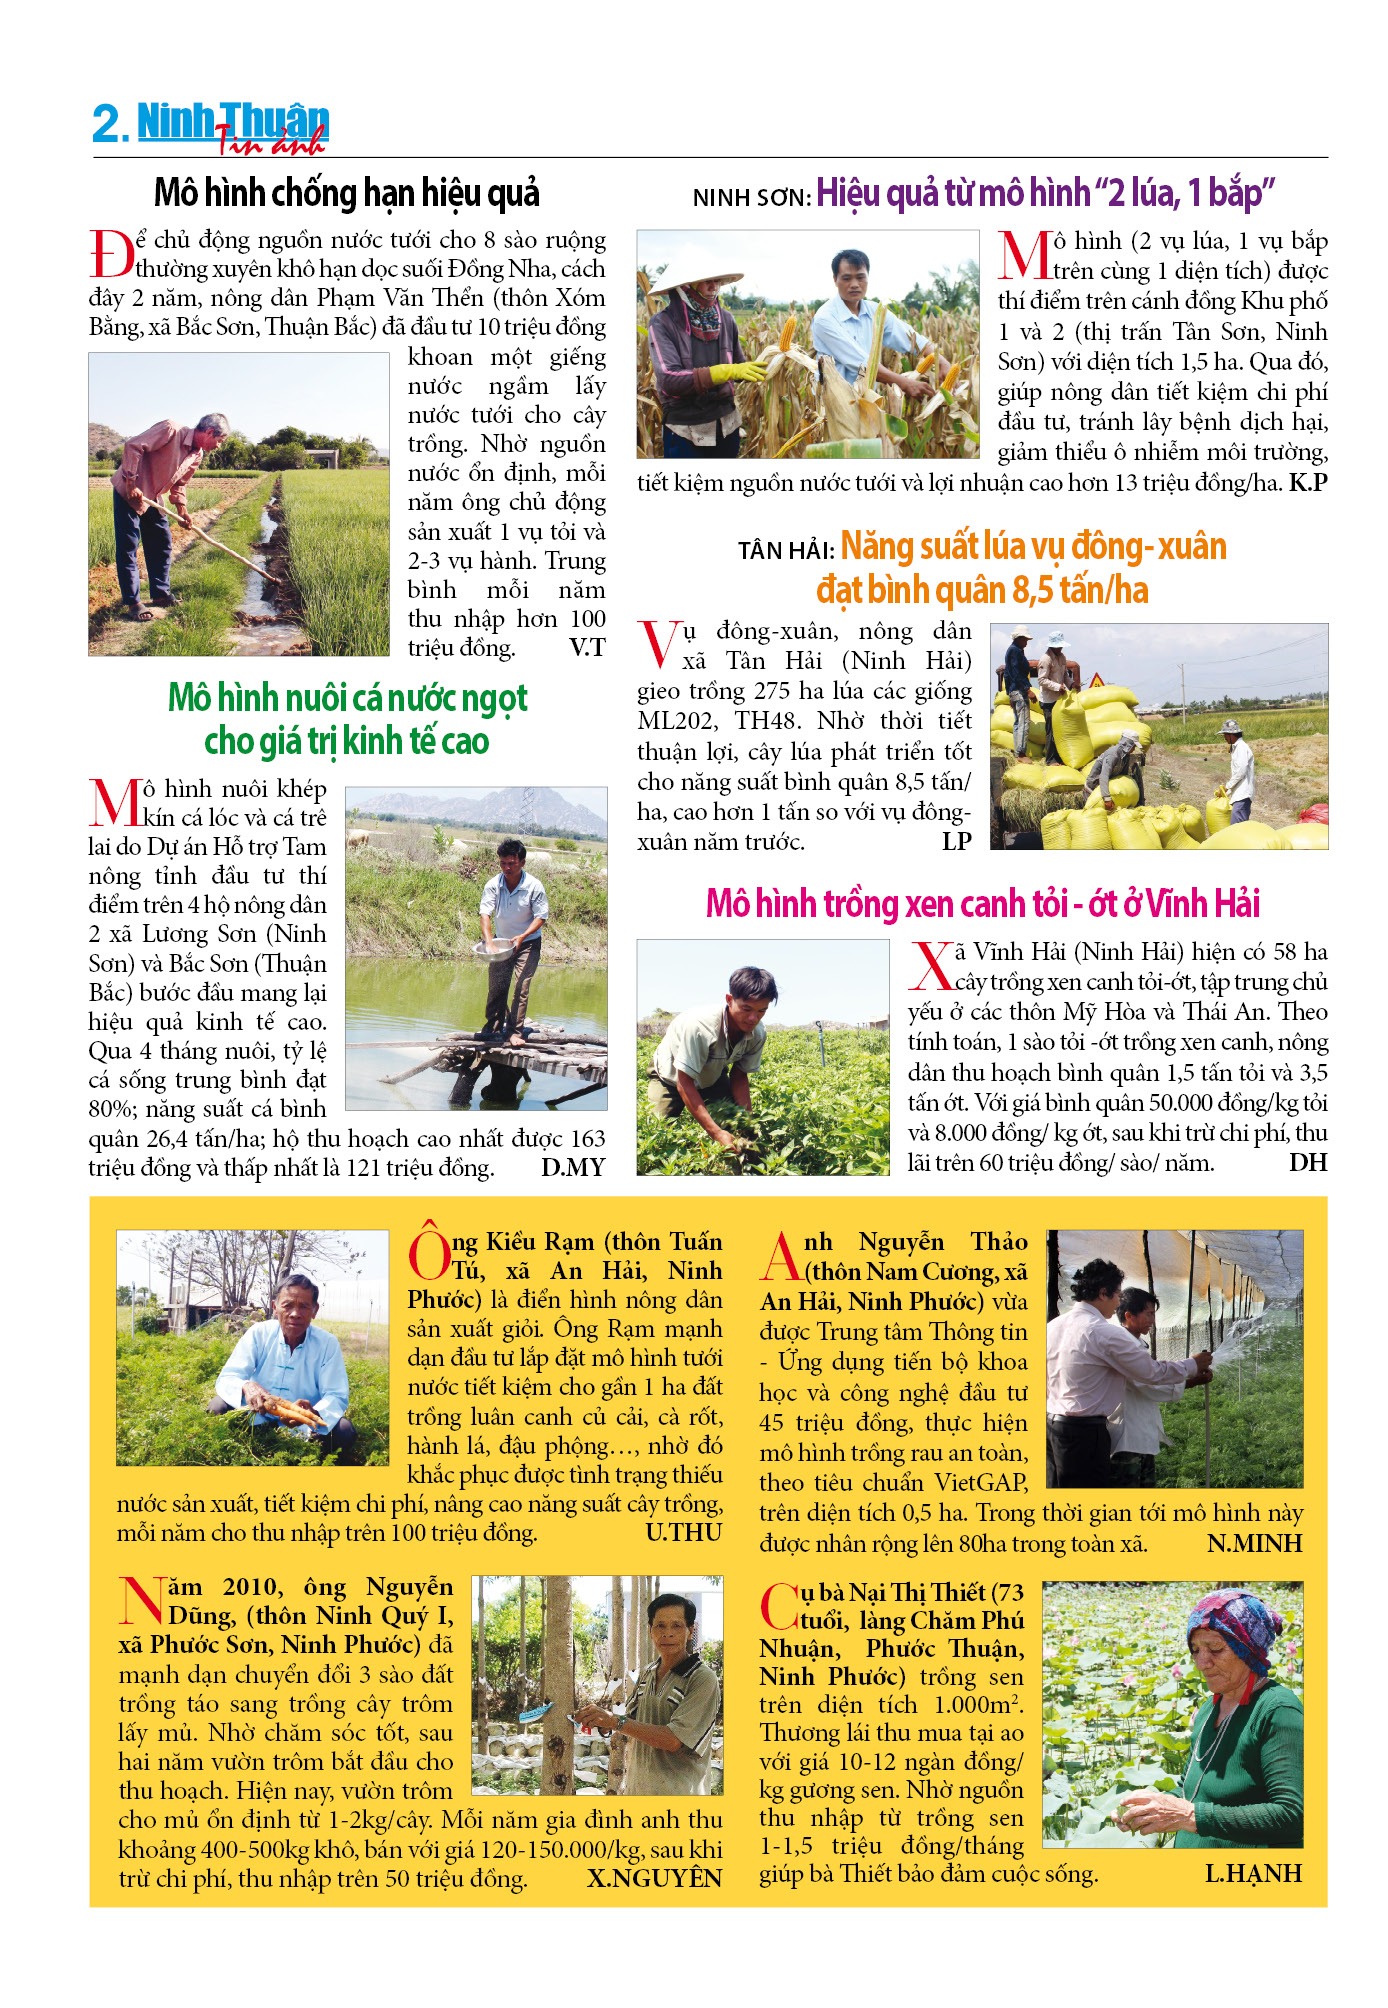 2. Ninh Thuận
Tin ảnh
Mô hình chống hạn hiệu quả
Để chủ động nguồn nước tưới cho 8 sào ruộng
thường xuyên khô hạn dọc suối Đồng Nha, cách
đây 2 năm, nông dân Phạm Văn Thển (thôn Xóm
Bằng, xã Bắc Sơn, Thuận Bắc) đã đầu tư 10 triệu đồng
khoan một giếng
nước ngầm lấy
nước tưới cho cây
trồng. Nhờ nguồn
nước ổn định, mỗi
năm ông chủ động
sản xuất 1 vụ tỏi và
2-3 vụ hành. Trung
bình mỗi năm
thu nhập hơn 100
triệu đồng. V.T
Mô hình nuôi cá nước ngọt
cho giá trị kinh tế cao
Mô hình nuôi khép
kín cá lóc và cá trê
lai do Dự án Hỗ trợ Tam
nông tỉnh đầu tư thí
điểm trên 4 hộ nông dân
2 xã Lương Sơn (Ninh
Sơn) và Bắc Sơn (Thuận
Bắc) bước đầu mang lại
hiệu quả kinh tế cao.
Qua 4 tháng nuôi, tỷ lệ
cá sống trung bình đạt
80%; năng suất cá bình
quân 26,4 tấn/ha; hộ thu hoạch cao nhất được 163
triệu đồng và thấp nhất là 121 triệu đồng. D.MY
NINH SƠN: Hiệu quả từ mô hình “2 lúa, 1 bắp”
Mô hình (2 vụ lúa, 1 vụ bắp
trên cùng 1 diện tích) được
thí điểm trên cánh đồng Khu phố
1 và 2 (thị trấn Tân Sơn, Ninh
Sơn) với diện tích 1,5 ha. Qua đó,
giúp nông dân tiết kiệm chi phí
đầu tư, tránh lây bệnh dịch hại,
giảm thiểu ô nhiễm môi trường,
tiết kiệm nguồn nước tưới và lợi nhuận cao hơn 13 triệu đồng/ha. K.P
TÂN HẢI: Năng suất lúa vụ đông- xuân
đạt bình quân 8,5 tấn/ha
Vụ đông-xuân, nông dân
xã Tân Hải (Ninh Hải)
gieo trồng 275 ha lúa các giống
ML202, TH48. Nhờ thời tiết
thuận lợi, cây lúa phát triển tốt
cho năng suất bình quân 8,5 tấn/
ha, cao hơn 1 tấn so với vụ đông-
xuân năm trước. LP
Mô hình trồng xen canh tỏi - ớt ở Vĩnh Hải
Xã Vĩnh Hải (Ninh Hải) hiện có 58 ha
cây trồng xen canh tỏi-ớt, tập trung chủ
yếu ở các thôn Mỹ Hòa và Thái An. Theo
tính toán, 1 sào tỏi -ớt trồng xen canh, nông
dân thu hoạch bình quân 1,5 tấn tỏi và 3,5
tấn ớt. Với giá bình quân 50.000 đồng/kg tỏi
và 8.000 đồng/ kg ớt, sau khi trừ chi phí, thu
lãi trên 60 triệu đồng/ sào/ năm. DH
Ông Kiều Rạm (thôn Tuấn
Tú, xã An Hải, Ninh
Phước) là điển hình nông dân
sản xuất giỏi. Ông Rạm mạnh
dạn đầu tư lắp đặt mô hình tưới
nước tiết kiệm cho gần 1 ha đất
trồng luân canh củ cải, cà rốt,
hành lá, đậu phộng…, nhờ đó
khắc phục được tình trạng thiếu
nước sản xuất, tiết kiệm chi phí, nâng cao năng suất cây trồng,
mỗi năm cho thu nhập trên 100 triệu đồng. U.THU
Anh Nguyễn Thảo
(thôn Nam Cương, xã
An Hải, Ninh Phước) vừa
được Trung tâm Thông tin
- Ứng dụng tiến bộ khoa
học và công nghệ đầu tư
45 triệu đồng, thực hiện
mô hình trồng rau an toàn,
theo tiêu chuẩn VietGAP,
trên diện tích 0,5 ha. Trong thời gian tới mô hình này
được nhân rộng lên 80ha trong toàn xã. N.MINH
Năm 2010, ông Nguyễn
Dũng, (thôn Ninh Quý I,
xã Phước Sơn, Ninh Phước) đã
mạnh dạn chuyển đổi 3 sào đất
trồng táo sang trồng cây trôm
lấy mủ. Nhờ chăm sóc tốt, sau
hai năm vườn trôm bắt đầu cho
thu hoạch. Hiện nay, vườn trôm
cho mủ ổn định từ 1-2kg/cây. Mỗi năm gia đình anh thu
khoảng 400-500kg khô, bán với giá 120-150.000/kg, sau khi
trừ chi phí, thu nhập trên 50 triệu đồng. X.NGUYÊN
Cụ bà Nại Thị Thiết (73
tuổi, làng Chăm Phú
Nhuận, Phước Thuận,
Ninh Phước) trồng sen
trên diện tích 1.000m².
Thương lái thu mua tại ao
với giá 10-12 ngàn đồng/
kg gương sen. Nhờ nguồn
thu nhập từ trồng sen
1-1,5 triệu đồng/tháng
giúp bà Thiết bảo đảm cuộc sống. L.HẠNH